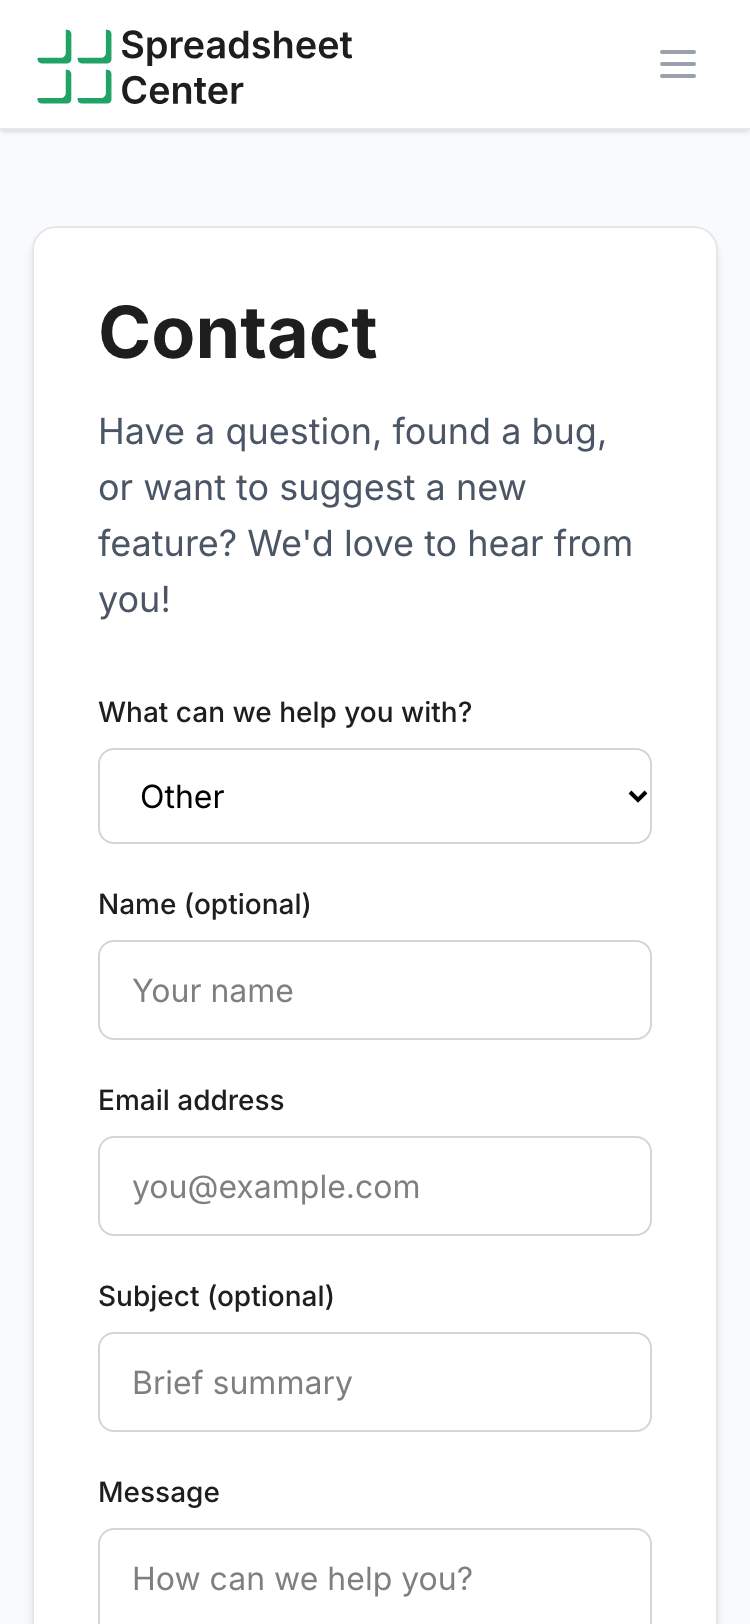 Spreadsheet
Center
Contact
Have a question, found a bug,
or want to suggest a new
feature? We'd love to hear from
you!
What can we help you with?
Other
Name (optional)
Your name
Email address
you@example.com
Subject (optional)
Brief summary
Message
How can we help you?